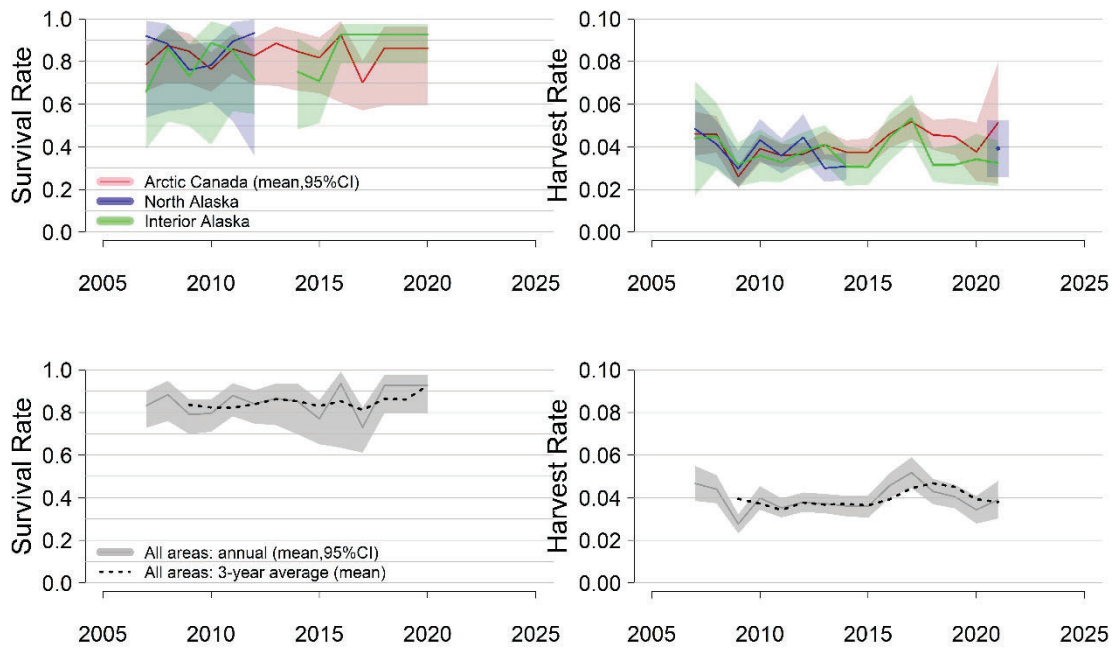 Survival Rate
1.0
0.8
0.6
0.4
0.2
0.0
Arctic Canada (mean,95%CI)
North Alaska
Interior Alaska
2005 2010 2015 2020 2025
Harvest Rate
0.10
0.08
0.06
0.04
0.02
0.00
2005 2010 2015 2020 2025
Survival Rate
1.0
0.8
0.6
0.4
0.2
0.0
All areas: annual (mean,95%CI)
All areas: 3-year average (mean)
2005 2010 2015 2020 2025
Harvest Rate
0.10
0.08
0.06
0.04
0.02
0.00
2005 2010 2015 2020 2025